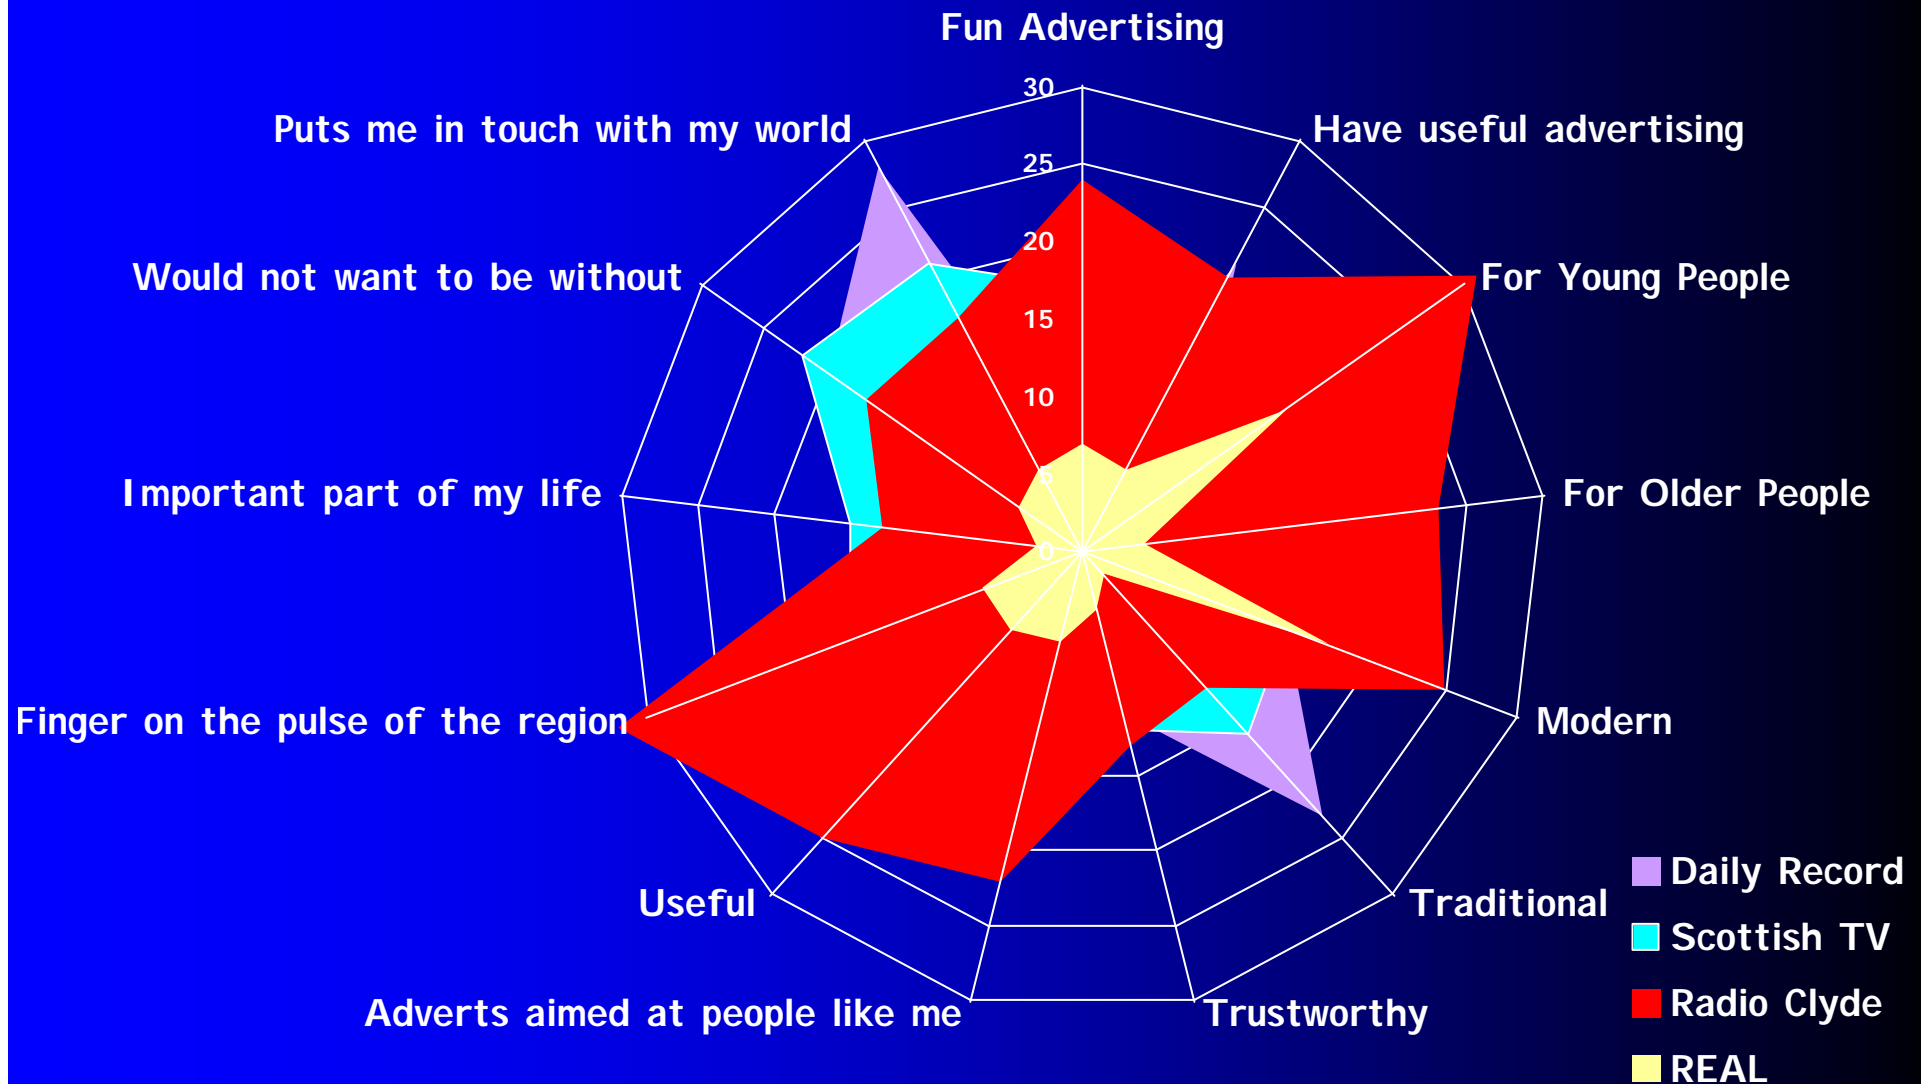 Fun Advertising
30
Puts me in touch with my world
Have useful advertising
25
20
Would not want to be without
For Young People
15
10
5
Important part of my life
For Older People
0
Finger on the pulse of the region
Modern
Useful
Traditional
Adverts aimed at people like me
Trustworthy
Daily Record
Scottish TV
Radio Clyde
REAL